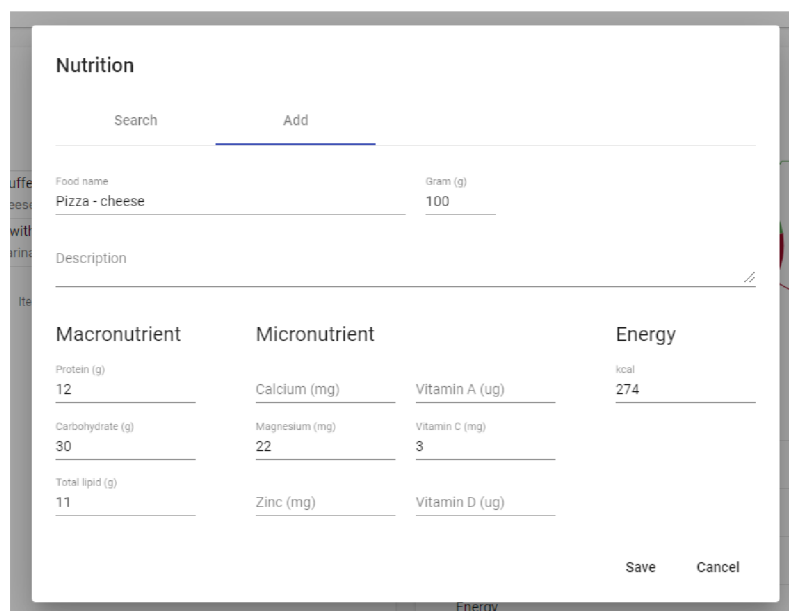 Nutrition
Search Add
Food name Gram (g)
Pizza - cheese 100
Description
Macronutrient Micronutrient Energy
Protein (g) kcal
12 Calcium (mg) Vitamin A (ug) 274
Carbohydrate (g) Magnesium (mg) Vitamin C (mg)
30 22 3
Total lipid (g)
11 Zinc (mg) Vitamin D (ug)
Save Cancel
Energy